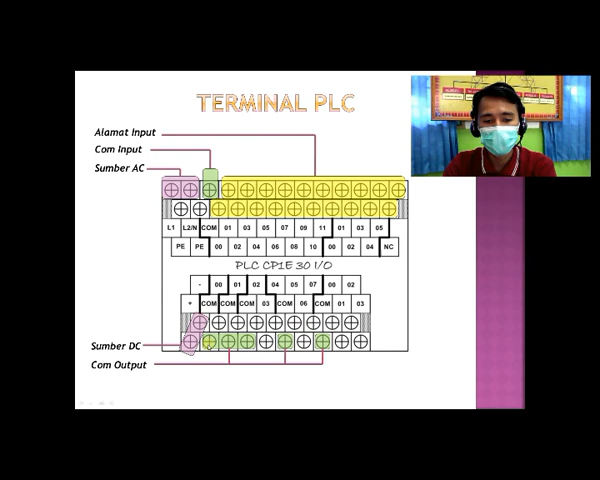 TERMINAL PLC
Alamat Input
Com Input
Sumber AC
L1 L2/N COM 01 03 05 07 09 11 01 03 05
PE PE 00 02 04 06 08 10 00 02 04 NC
PLC CP1E 30 I/O
- 00 01 02 04 05 07 00 02
+ COM COM COM 03 COM 06 COM 01 03
Sumber DC
Com Output